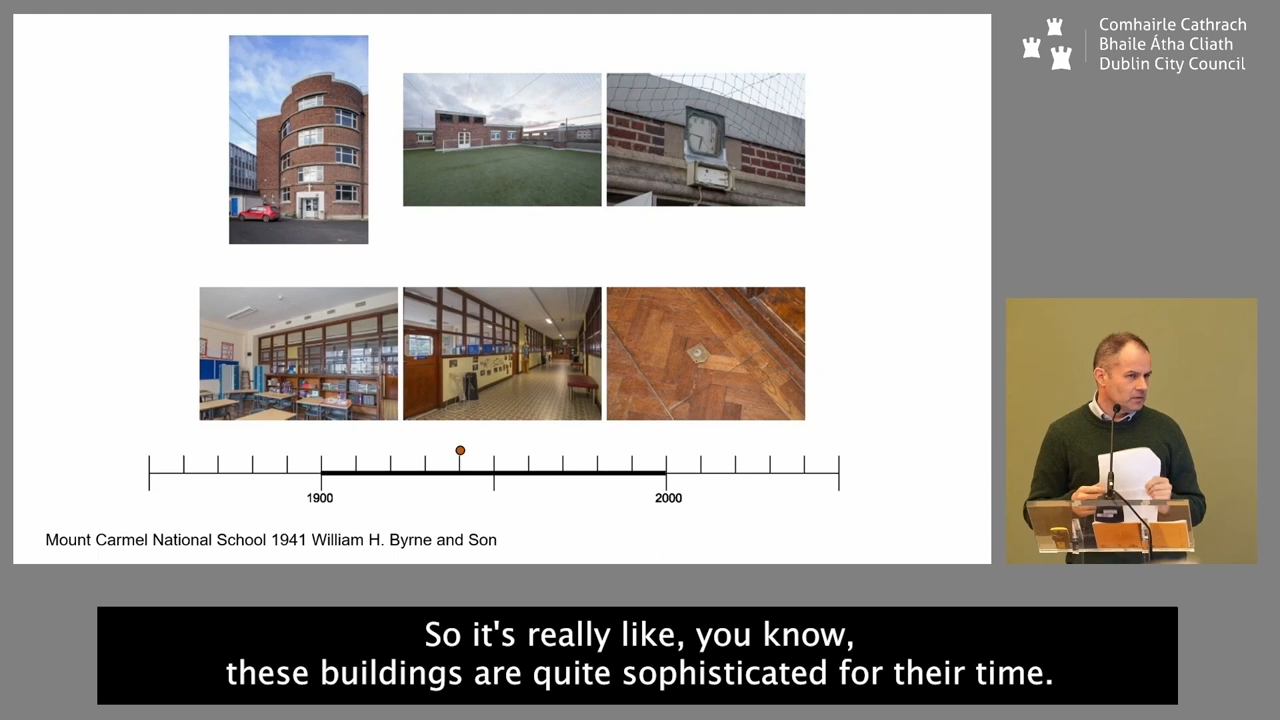 Comhairle Cathrach
Bhaile Átha Cliath
Dublin City Council
1900
2000
Mount Carmel National School 1941 William H. Byrne and Son
So it's really like, you know,
these buildings are quite sophisticated for their time.